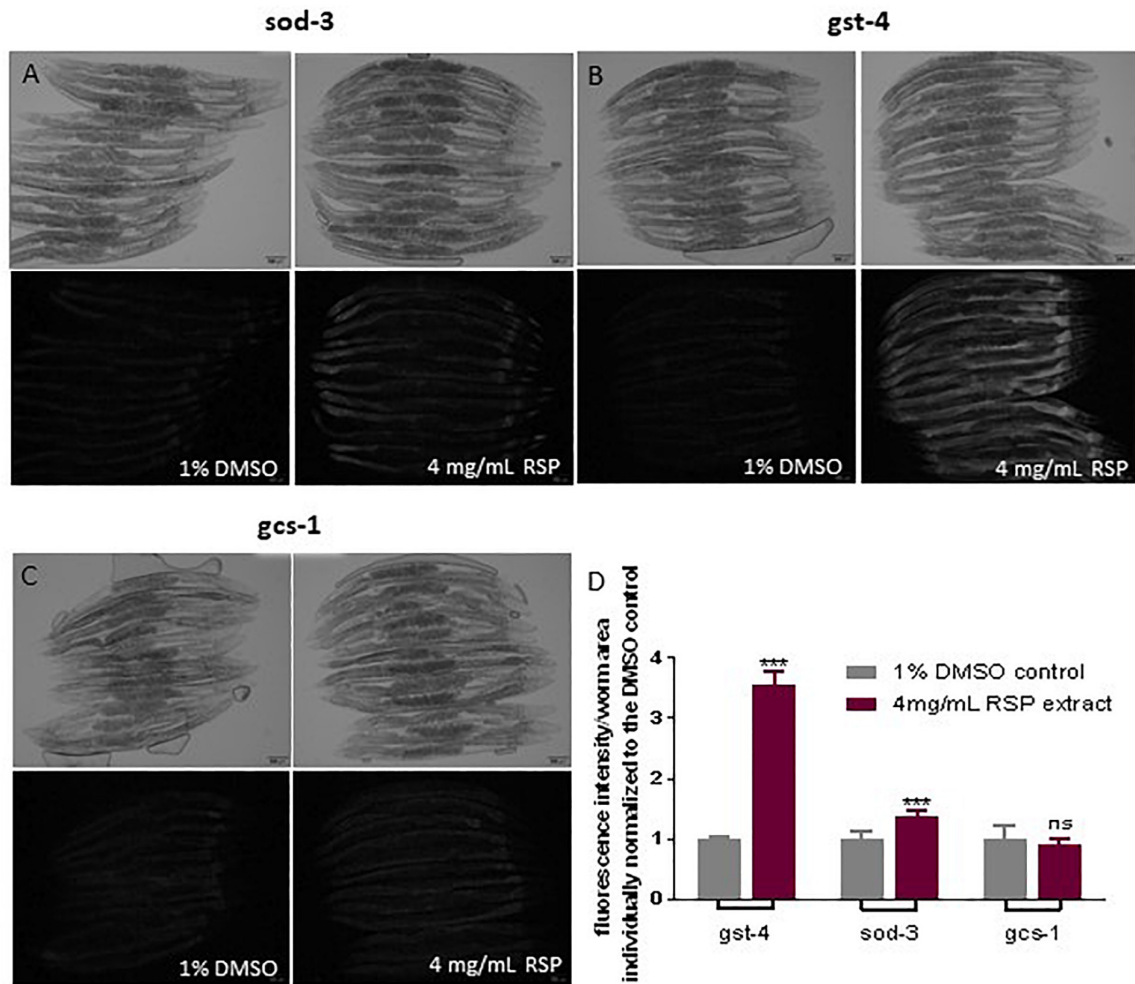 sod-3
gst-4
A
B
1% DMSO
4 mg/mL RSP
1% DMSO
4 mg/mL RSP
gcs-1
C
1% DMSO
4 mg/mL RSP
D
fluorescence intensity/worm area
individually normalized to the DMSO control
4
3
2
1
0
***
***
ns
1% DMSO control
4mg/mL RSP extract
gst-4
sod-3
gcs-1